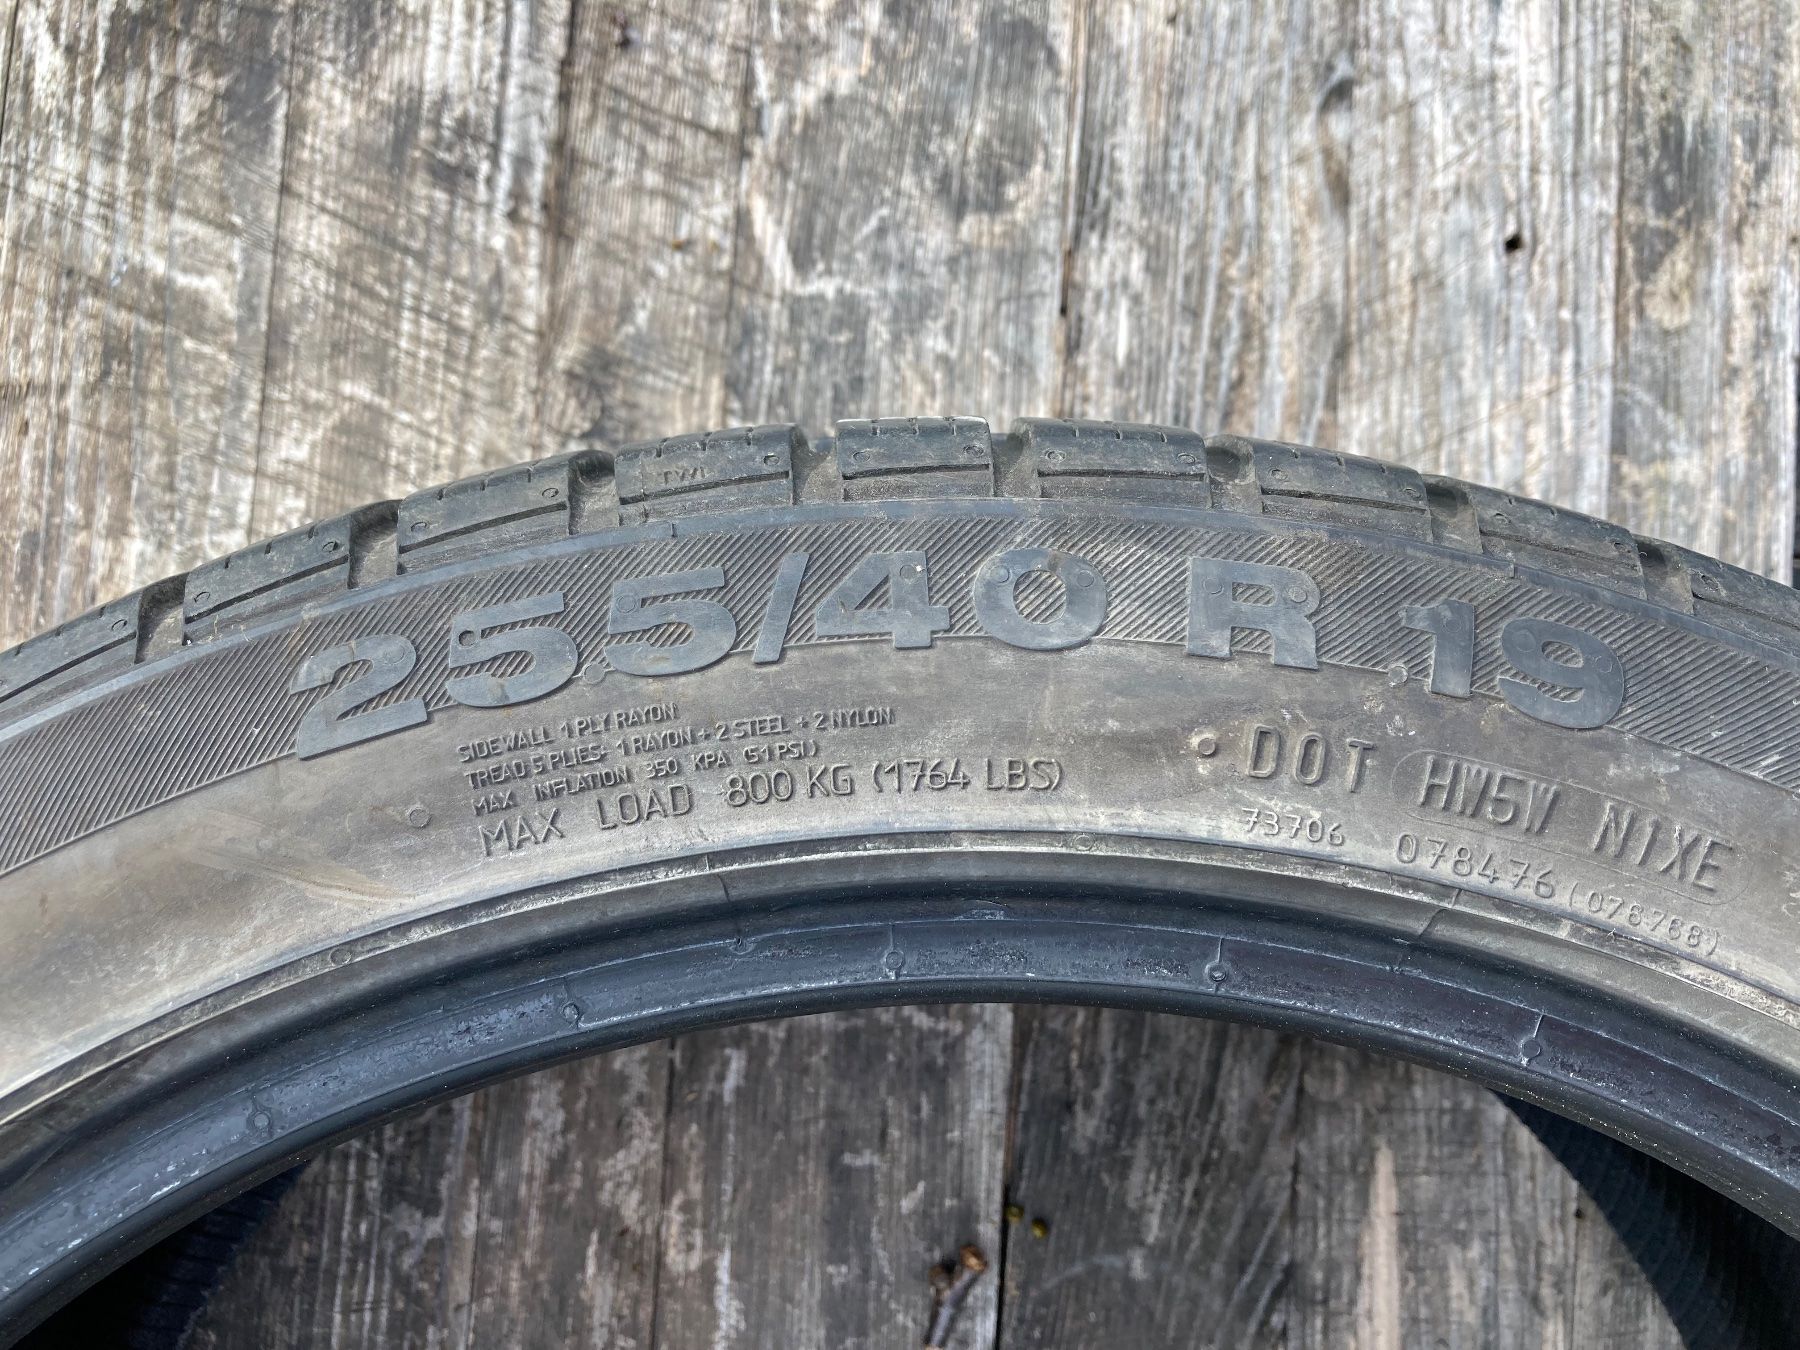 TWI
255/40 R 19
SIDEWALL 1 PLY RAYON
TREAD 5 PLIES: 1 RAYON + 2 STEEL + 2 NYLON
MAX INFLATION 350 KPA (51 PSI)
MAX LOAD 800 KG (1764 LBS)
DOT HW5W N1XE
73706 078476 (078768)